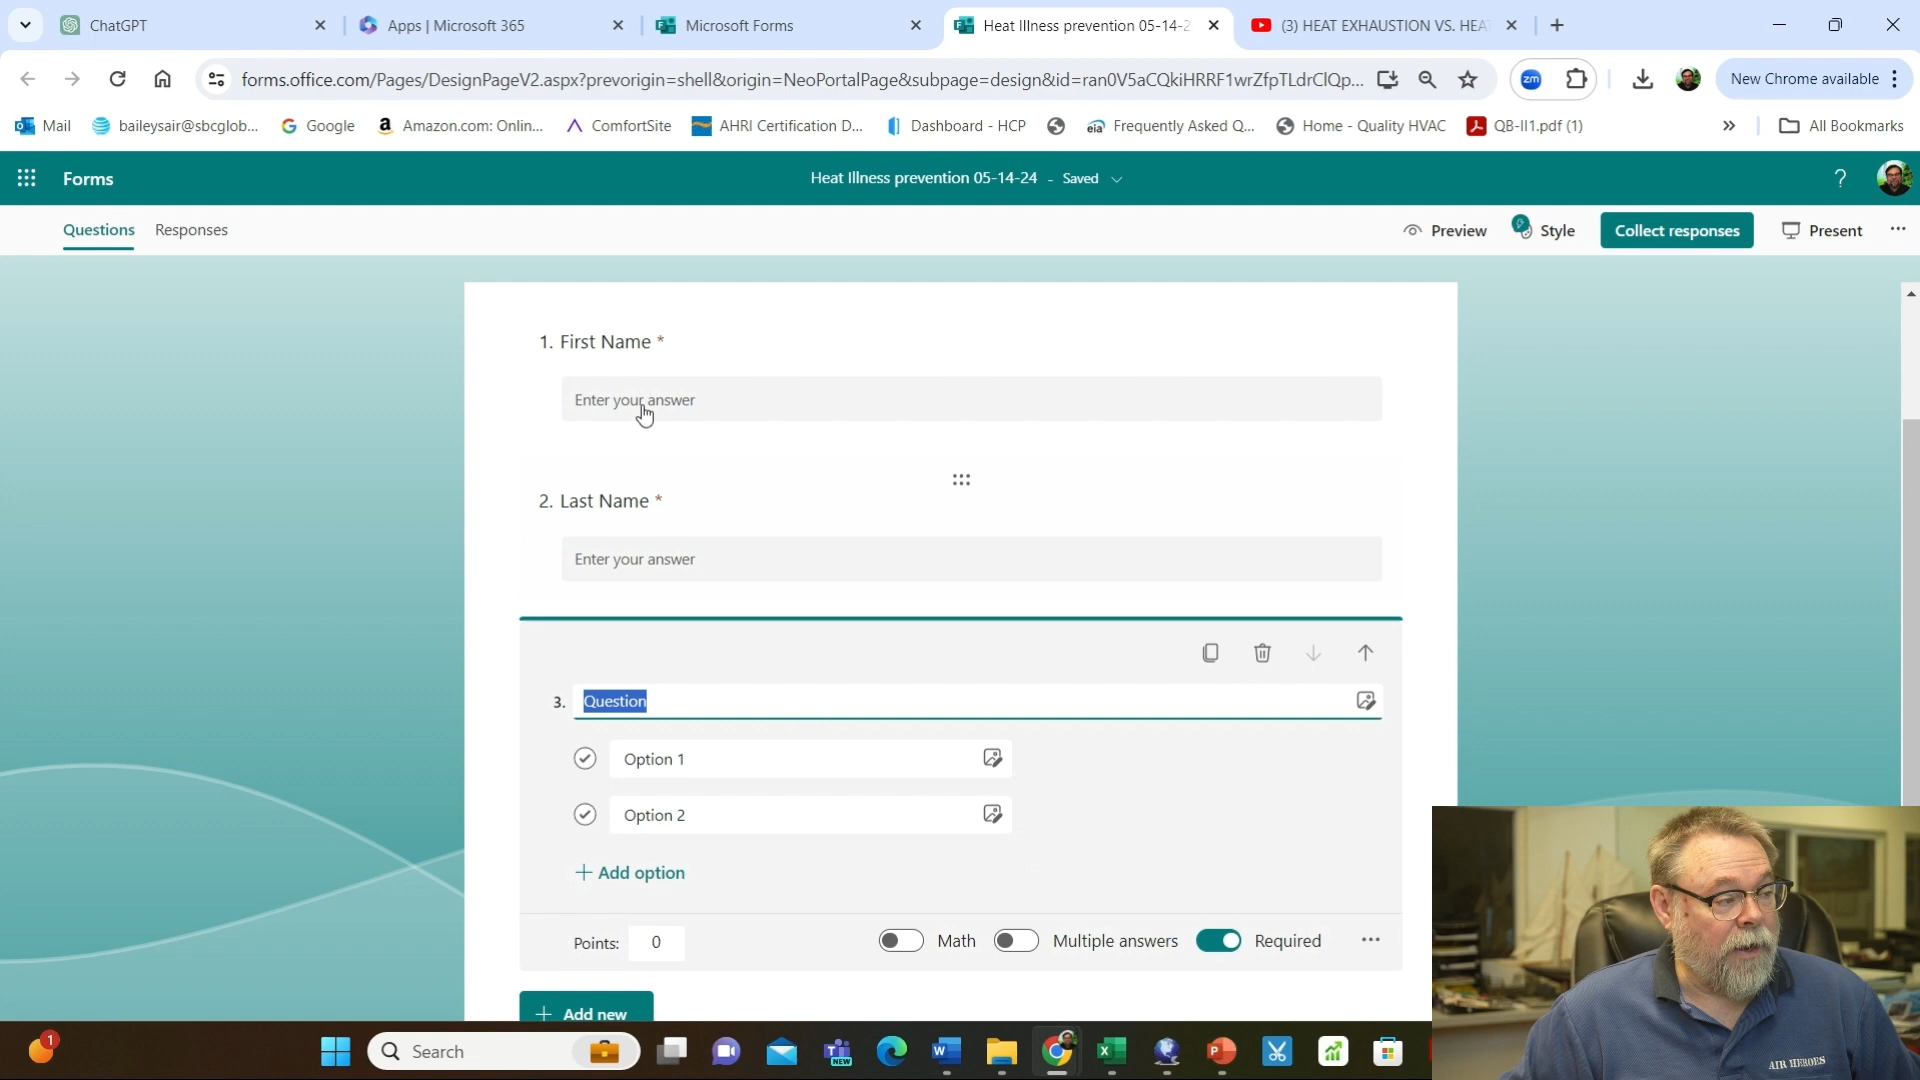 ChatGPT
Apps | Microsoft 365
Microsoft Forms
Heat Illness prevention 05-14-2
(3) HEAT EXHAUSTION VS. HEA
forms.office.com/Pages/DesignPageV2.aspx?prevorigin=shell&origin=NeoPortalPage&subpage=design&id=ran0V5aCQkiHRRF1wrZfpTLdrClQp...
zm
New Chrome available
Mail
baileysair@sbcglob...
Google
Amazon.com: Onlin...
ComfortSite
AHRI Certification D...
Dashboard - HCP
eia
Frequently Asked Q...
Home - Quality HVAC
QB-II1.pdf (1)
All Bookmarks
Forms
Heat Illness prevention 05-14-24 - Saved
?
Questions
Responses
Preview
Style
Collect responses
Present
1. First Name *
Enter your answer
2. Last Name *
Enter your answer
3. Question
Option 1
Option 2
+ Add option
Points: 0
Math
Multiple answers
Required
+ Add new
1
Search
NEW
AIR HEROES